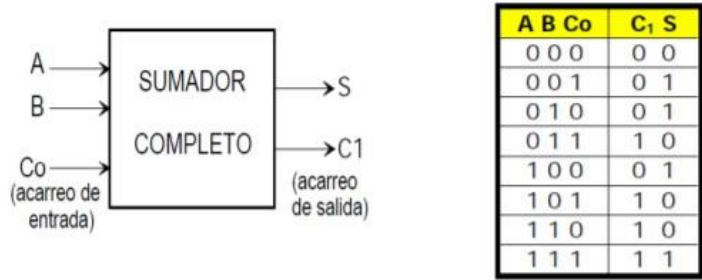 A
B
Co
(acarreo de
entrada)
SUMADOR
COMPLETO
S
C1
(acarreo
de salida)
A B Co C₁ S
0 0 0 0 0
0 0 1 0 1
0 1 0 0 1
0 1 1 1 0
1 0 0 0 1
1 0 1 1 0
1 1 0 1 0
1 1 1 1 1